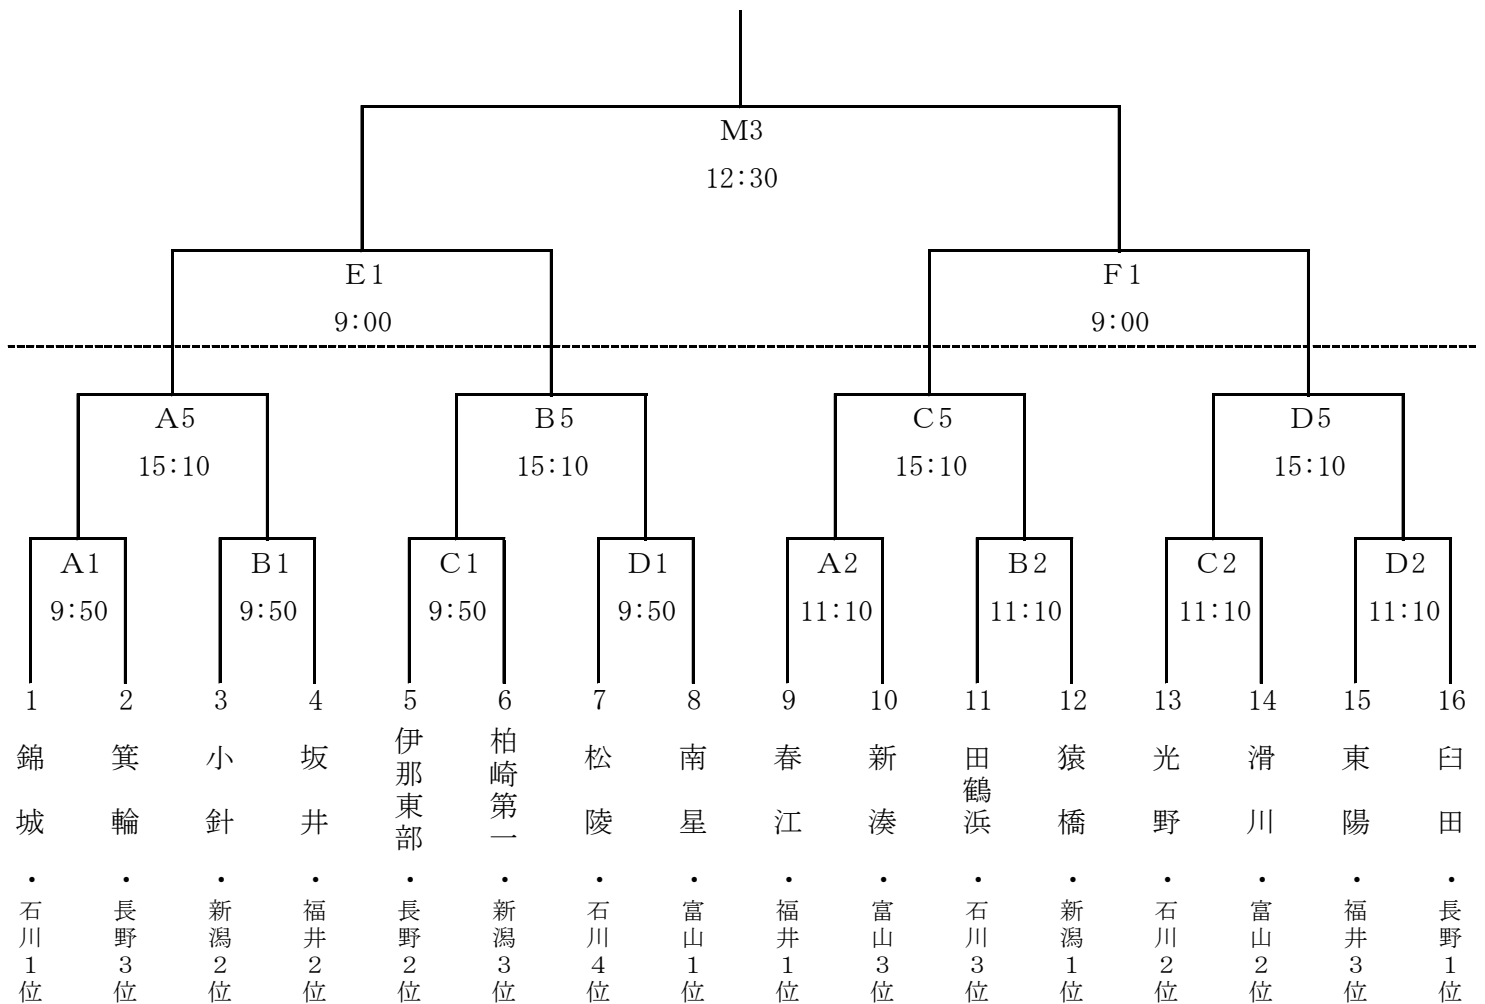 M3
12:30
E1
F1
9:00
9:00
A5
B5
C5
D5
15:10
15:10
15:10
15:10
A1
B1
C1
D1
A2
B2
C2
D2
9:50
9:50
9:50
9:50
11:10
11:10
11:10
11:10
1
2
3
4
5
6
7
8
9
10
11
12
13
14
15
16
錦城・石川1位
箕輪・長野3位
小針・新潟2位
坂井・福井2位
伊那東部・長野2位
柏崎第一・新潟3位
松陵・石川4位
南星・富山1位
春江・福井1位
新湊・富山3位
田鶴浜・石川3位
猿橋・新潟1位
光野・石川2位
滑川・富山2位
東陽・福井3位
臼田・長野1位